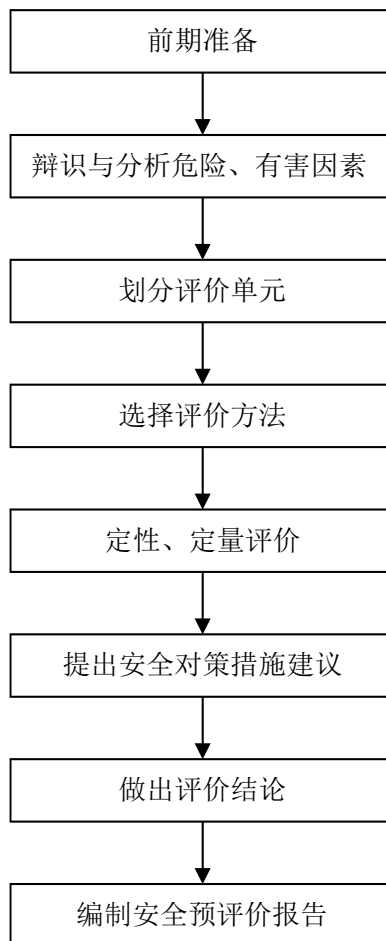 前期准备
辩识与分析危险、有害因素
划分评价单元
选择评价方法
定性、定量评价
提出安全对策措施建议
做出评价结论
编制安全预评价报告